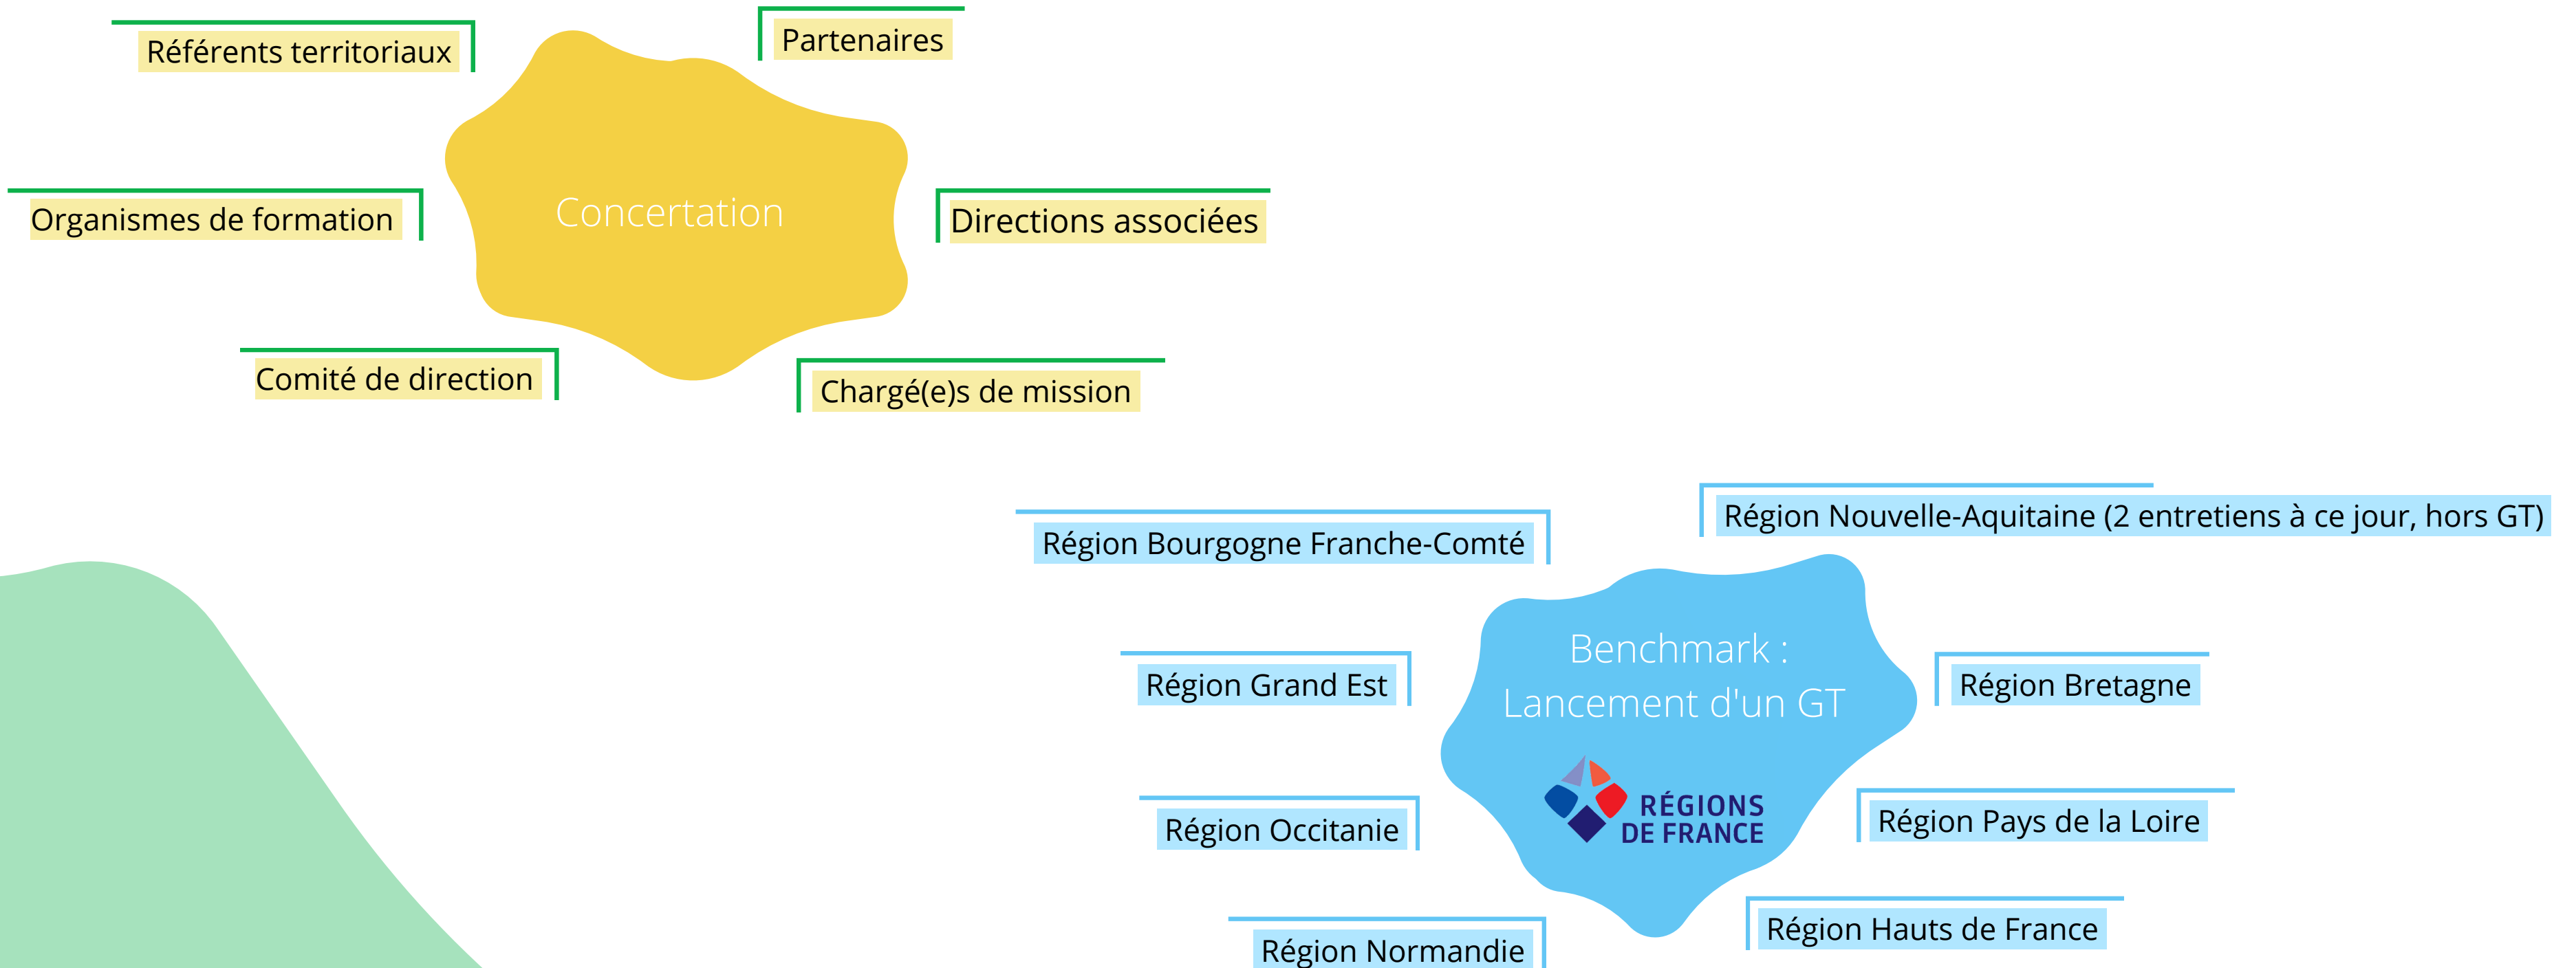 Référents territoriaux
Partenaires
Organismes de formation
Concertation
Directions associées
Comité de direction
Chargé(e)s de mission
Région Bourgogne Franche-Comté
Région Nouvelle-Aquitaine (2 entretiens à ce jour, hors GT)
Benchmark :
Lancement d'un GT
Région Grand Est
Région Bretagne
RÉGIONS
DE FRANCE
Région Occitanie
Région Pays de la Loire
Région Hauts de France
Région Normandie